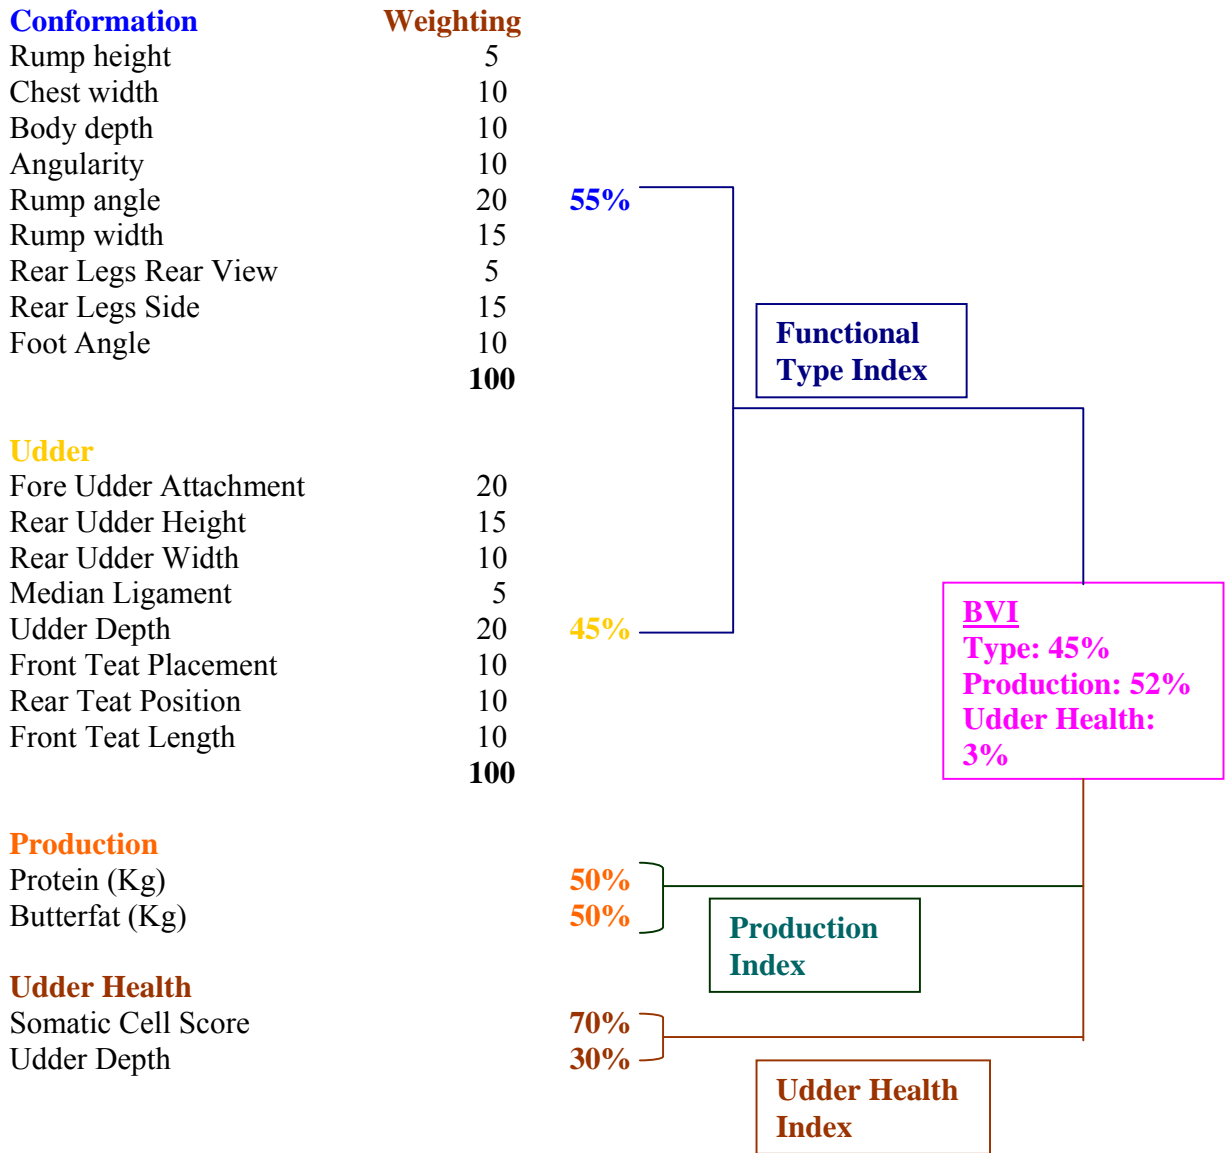 Conformation Weighting
Rump height 5
Chest width 10
Body depth 10
Angularity 10
Rump angle 20 55%
Rump width 15
Rear Legs Rear View 5
Rear Legs Side 15
Foot Angle 10
100
Functional
Type Index
Udder
Fore Udder Attachment 20
Rear Udder Height 15
Rear Udder Width 10
Median Ligament 5
Udder Depth 20 45%
Front Teat Placement 10
Rear Teat Position 10
Front Teat Length 10
100
BVI
Type: 45%
Production: 52%
Udder Health:
3%
Production
Protein (Kg) 50%
Butterfat (Kg) 50%
Production
Index
Udder Health
Somatic Cell Score 70%
Udder Depth 30%
Udder Health
Index